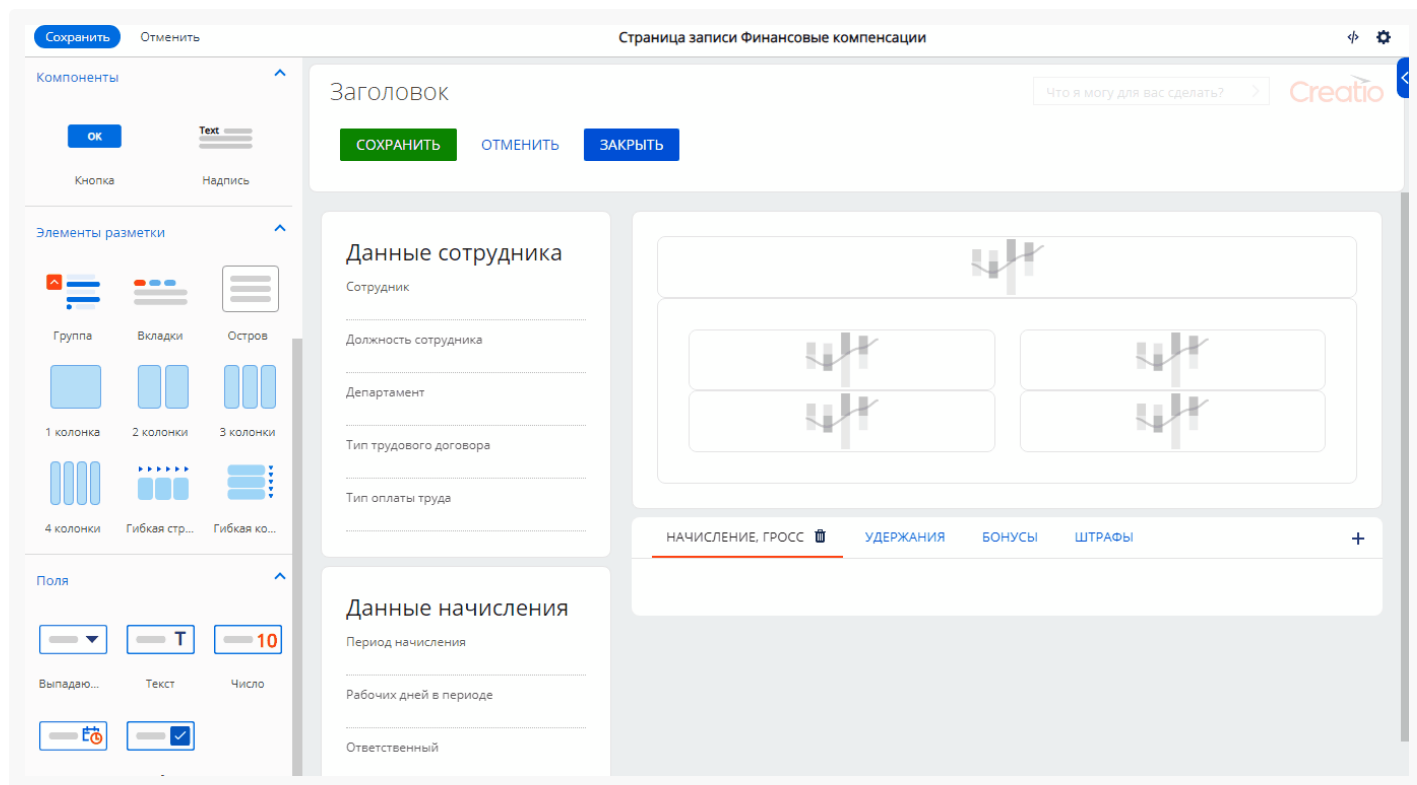 Сохранить Отменить Страница записи Финансовые компенсации
Компоненты
OK Text
Кнопка Надпись
Элементы разметки
Группа Вкладки Остров
1 колонка 2 колонки 3 колонки
4 колонки Гибкая стр... Гибкая ко...
Поля
T 10
Выпадаю... Текст Число
Заголовок
Что я могу для вас сделать? Creatio
СОХРАНИТЬ ОТМЕНИТЬ ЗАКРЫТЬ
Данные сотрудника
Сотрудник
Должность сотрудника
Департамент
Тип трудового договора
Тип оплаты труда
Данные начисления
Период начисления
Рабочих дней в периоде
Ответственный
НАЧИСЛЕНИЕ, ГРОСС УДЕРЖАНИЯ БОНУСЫ ШТРАФЫ